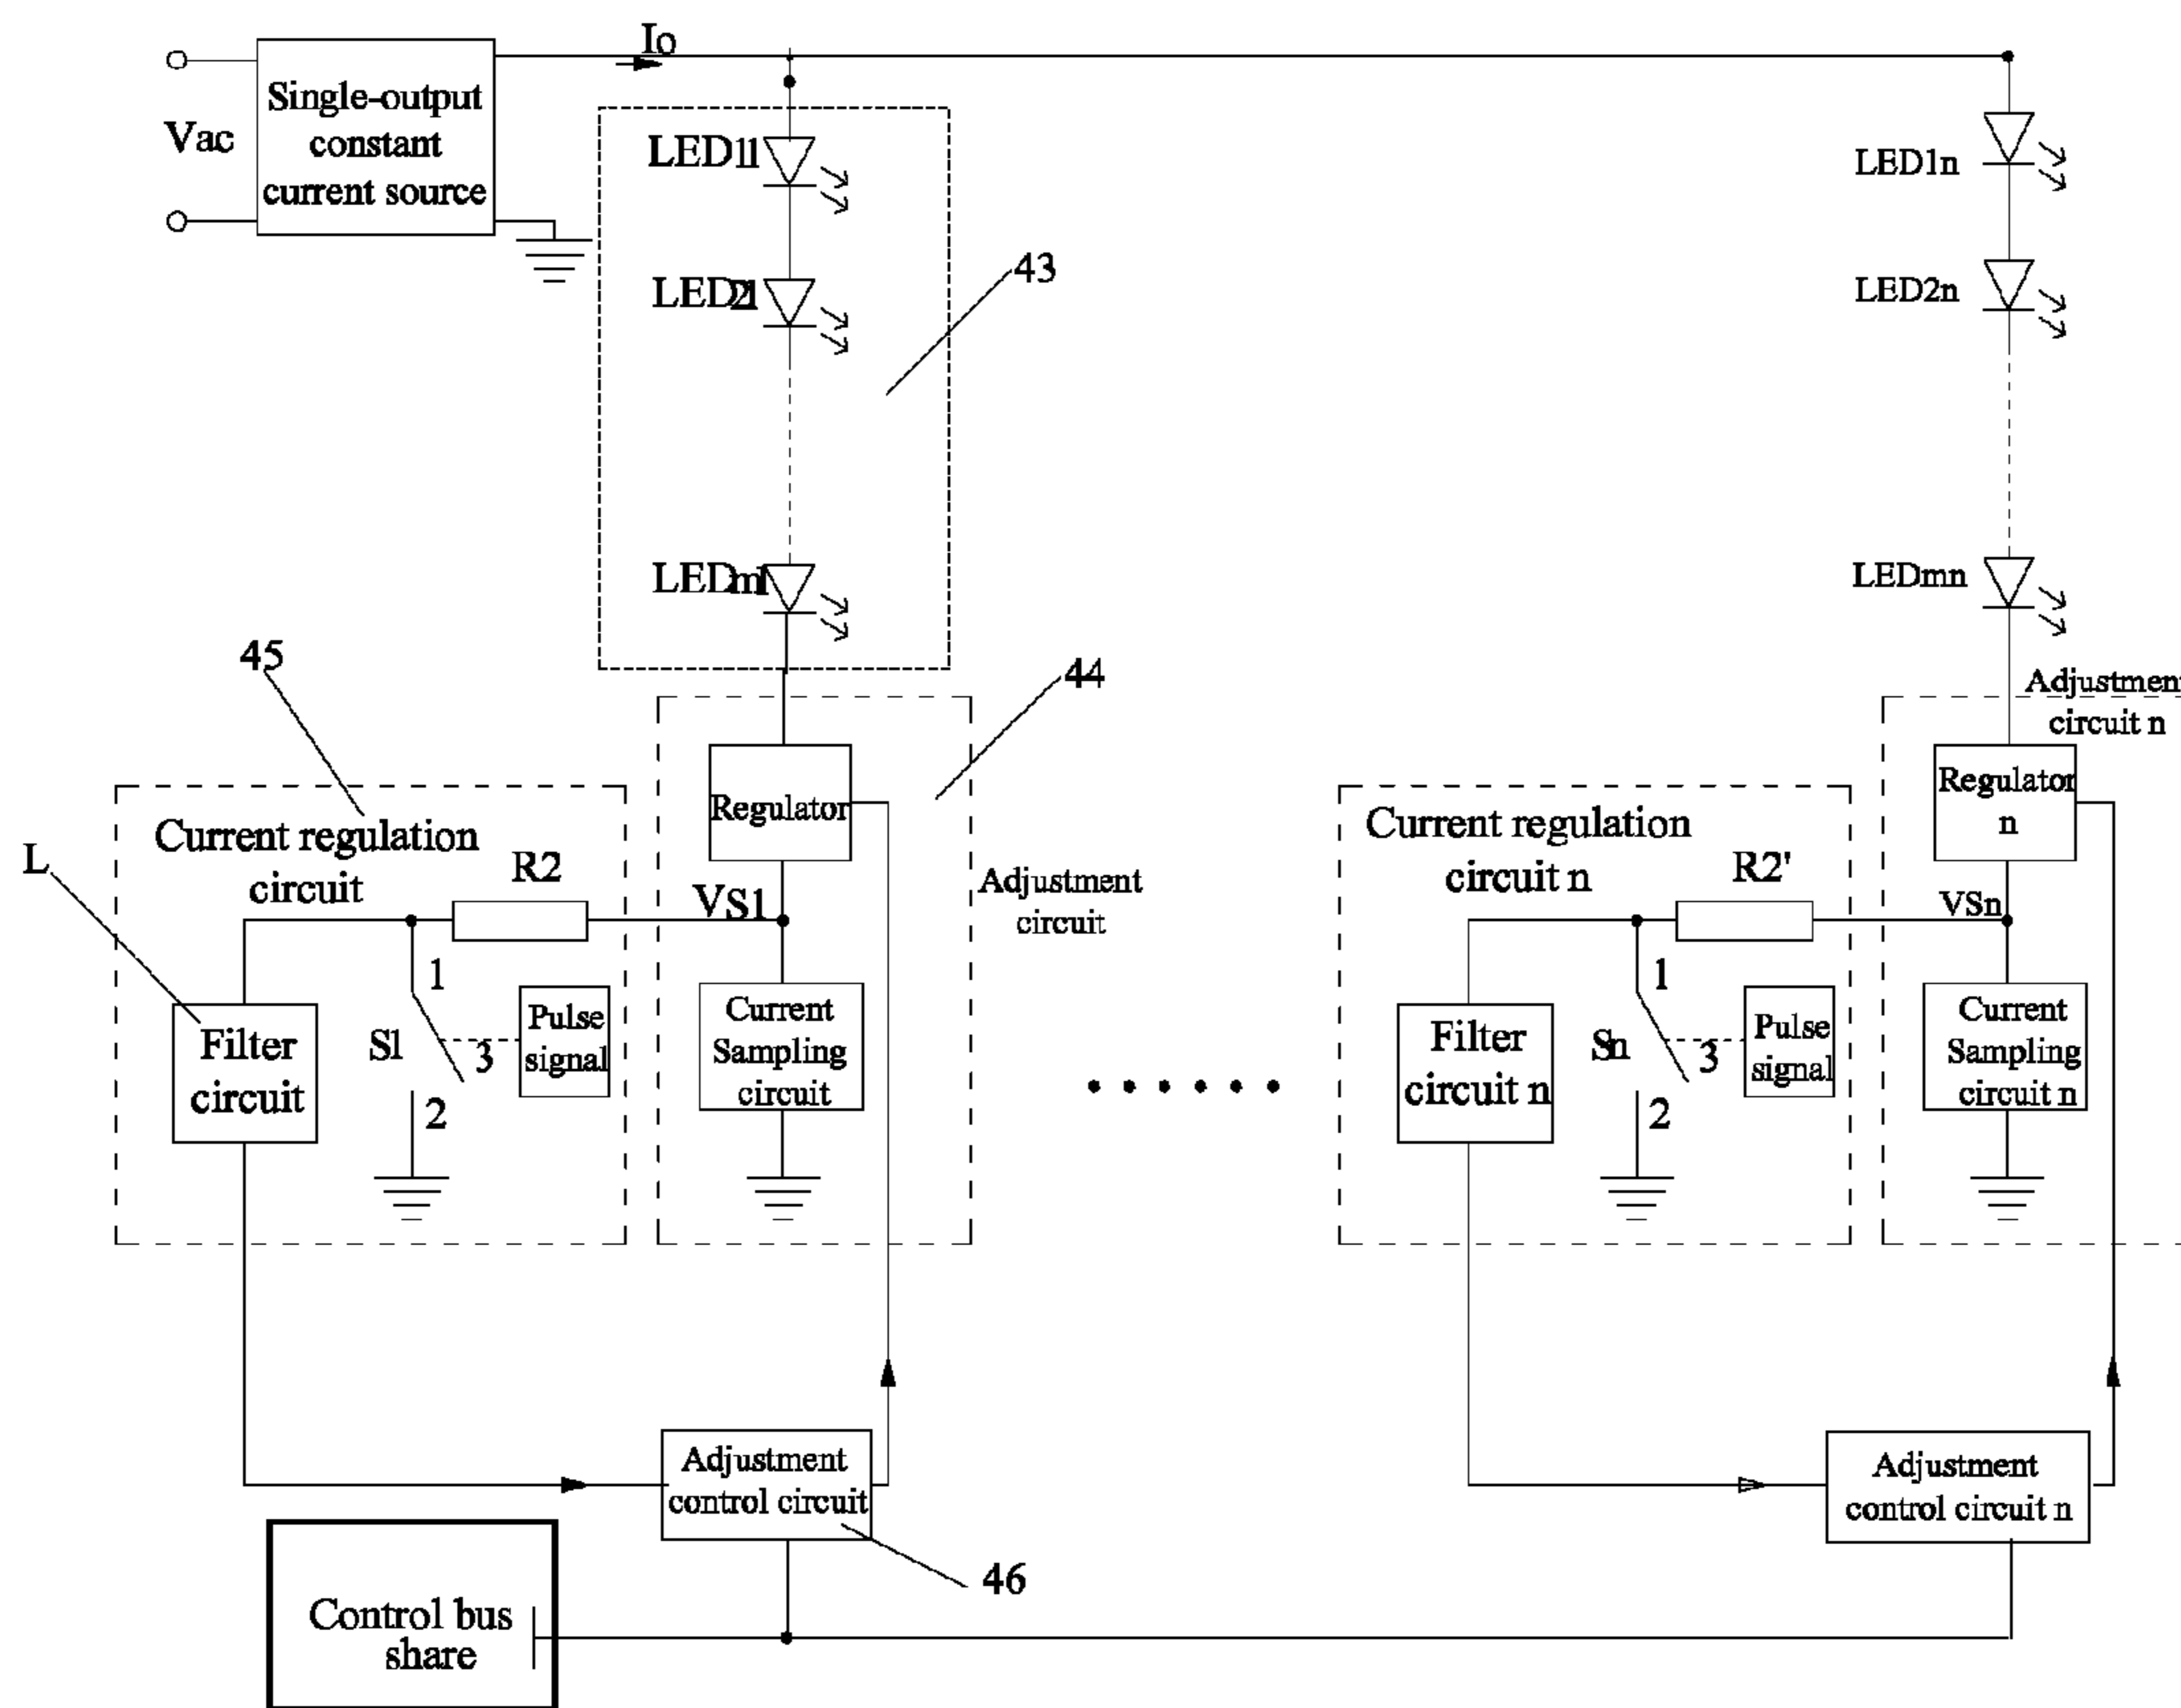 Io
Single-output
constant
current source
Vac
LED11
LED1n
43
LED21
LED2n
LEDm1
LEDmn
45
44
Adjustment
circuit n
Regulator
Regulator
n
Current regulation
circuit
L
R2
VS1
Adjustment
circuit
Current regulation
circuit n
R2'
VSn
1
Filter
circuit
S1
3
Pulse
signal
2
Current
Sampling
circuit
1
Filter
circuit n
Sn
3
Pulse
signal
2
Current
Sampling
circuit n
Adjustment
control circuit
Adjustment
control circuit n
46
Control bus
share